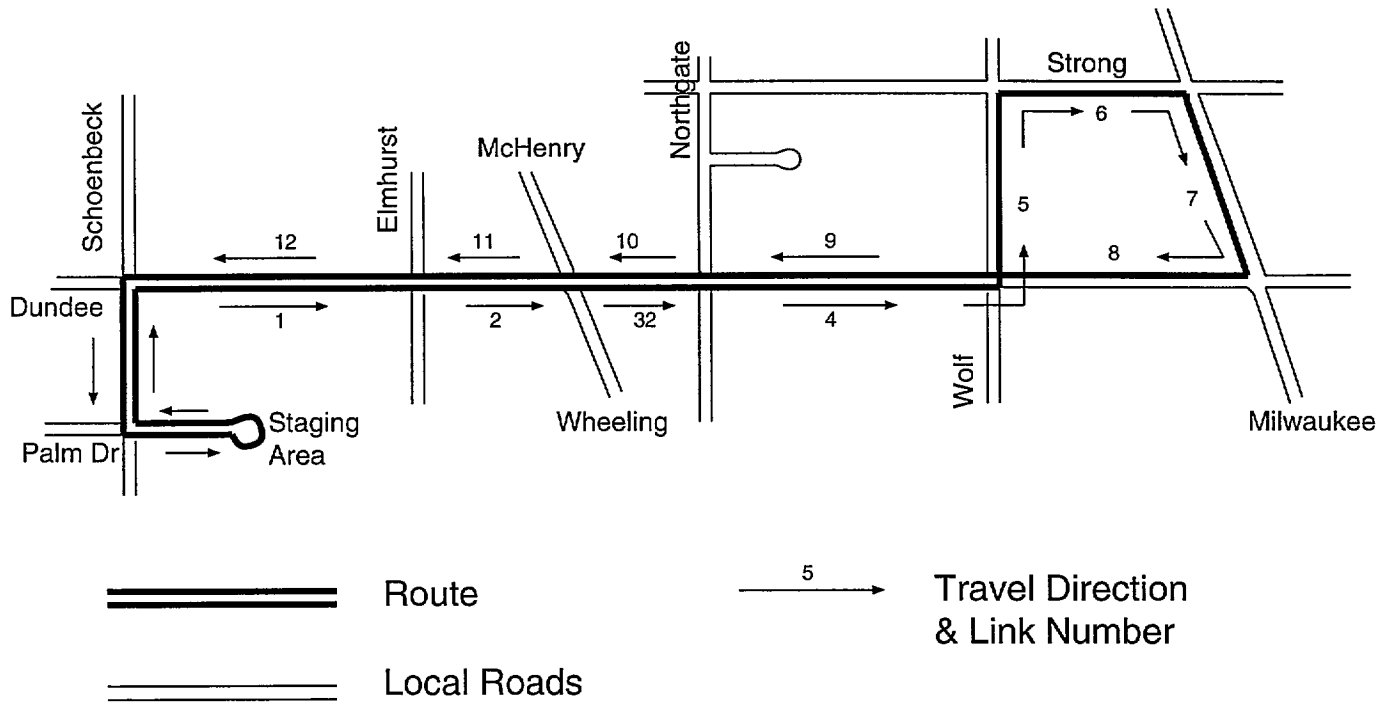 Strong
Northgate
6
Schoenbeck
Elmhurst
McHenry
5
7
12
11
10
9
8
Dundee
1
2
32
4
Wolf
Staging
Area
Wheeling
Milwaukee
Palm Dr
Route
5
Travel Direction
& Link Number
Local Roads